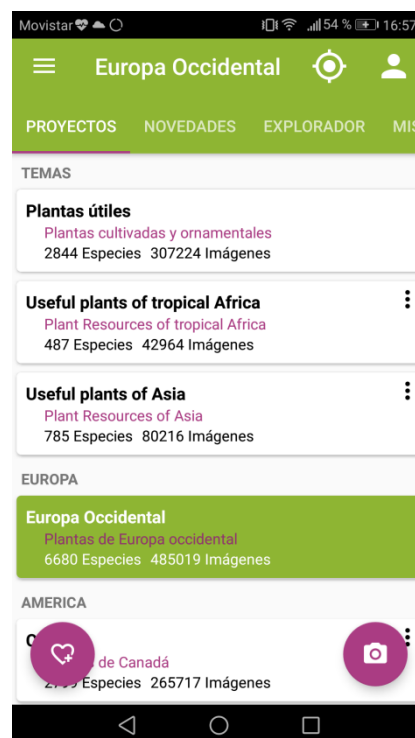 Movistar 54 % 16:57
Europa Occidental
PROYECTOS NOVEDADES EXPLORADOR MIS
TEMAS
Plantas útiles
Plantas cultivadas y ornamentales
2844 Especies 307224 Imágenes
Useful plants of tropical Africa
Plant Resources of tropical Africa
487 Especies 42964 Imágenes
Useful plants of Asia
Plant Resources of Asia
785 Especies 80216 Imágenes
EUROPA
Europa Occidental
Plantas de Europa occidental
6680 Especies 485019 Imágenes
AMERICA
de Canadá
Especies 265717 Imágenes